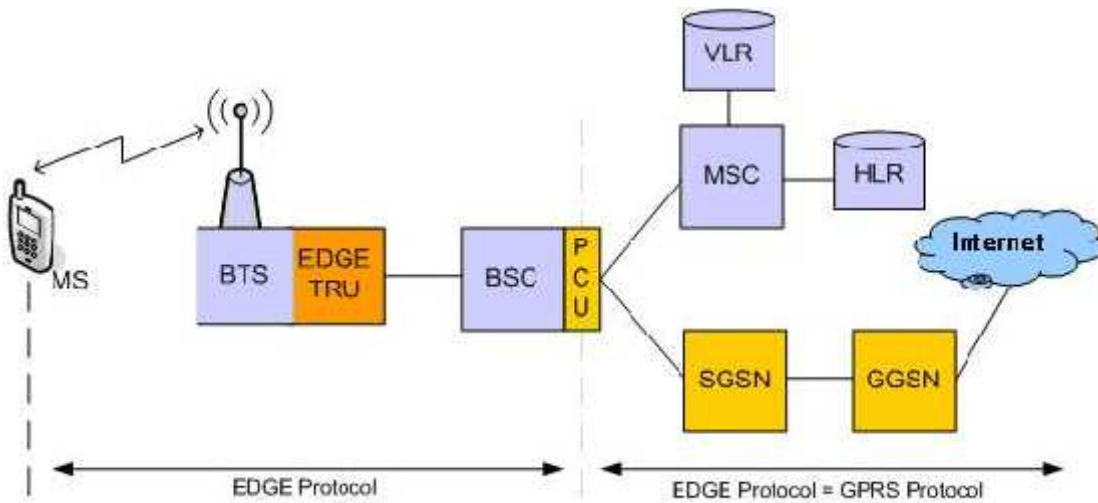 VLR
MSC
HLR
Internet
MS
BTS
EDGE
TRU
BSC
P
C
U
SGSN
GGSN
EDGE Protocol
EDGE Protocol = GPRS Protocol